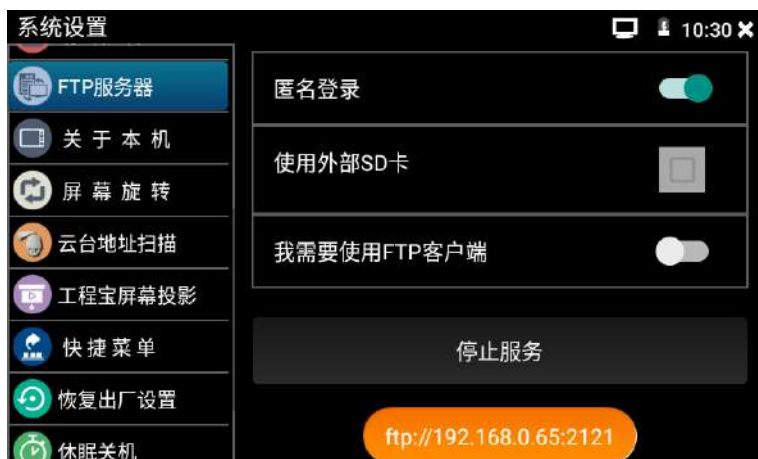 系统设置
10:30
FTP服务器
关于本机
屏幕旋转
云台地址扫描
工程宝屏幕投影
快捷菜单
恢复出厂设置
休眠关机
匿名登录
使用外部SD卡
我需要使用FTP客户端
停止服务
ftp://192.168.0.65:2121